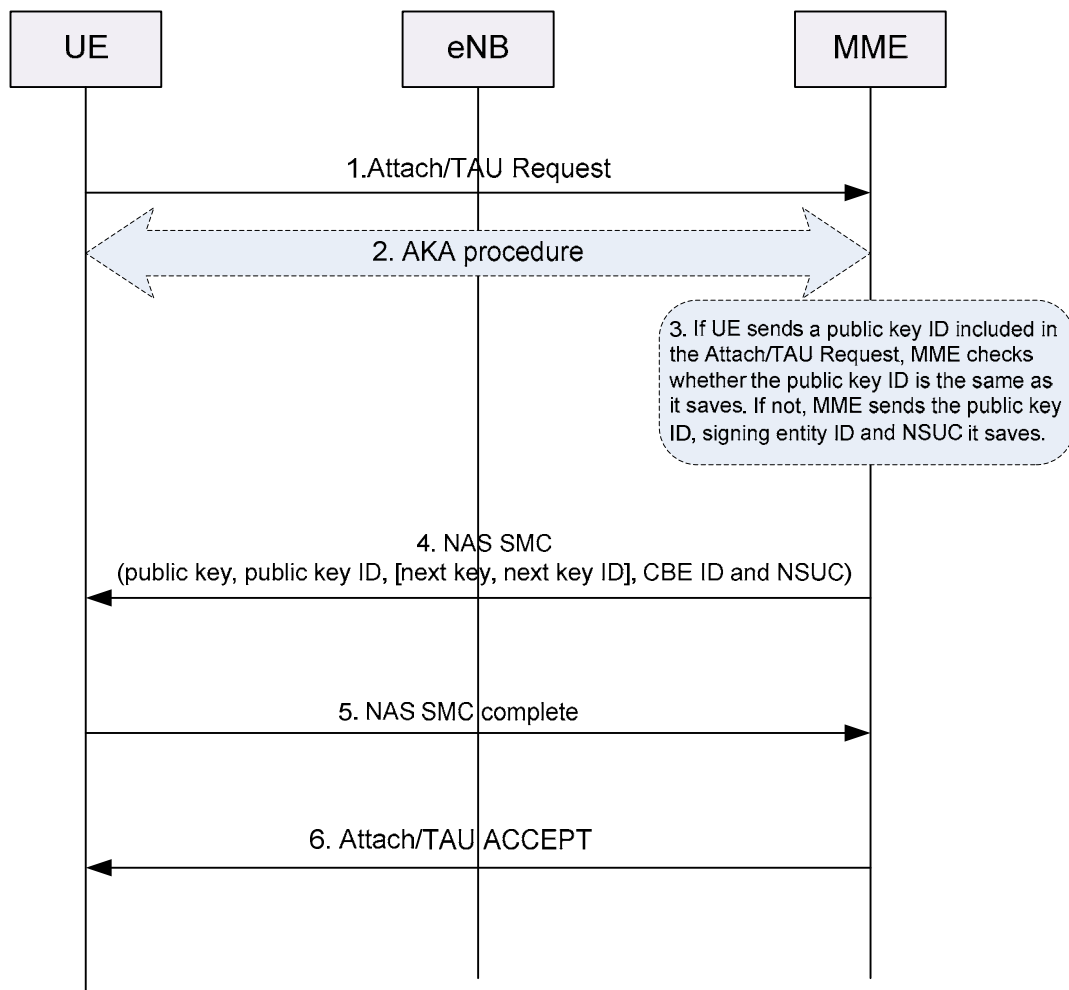 UE
eNB
MME
1.Attach/TAU Request
2. AKA procedure
3. If UE sends a public key ID included in
the Attach/TAU Request, MME checks
whether the public key ID is the same as
it saves. If not, MME sends the public key
ID, signing entity ID and NSUC it saves.
4. NAS SMC
(public key, public key ID, [next key, next key ID], CBE ID and NSUC)
5. NAS SMC complete
6. Attach/TAU ACCEPT